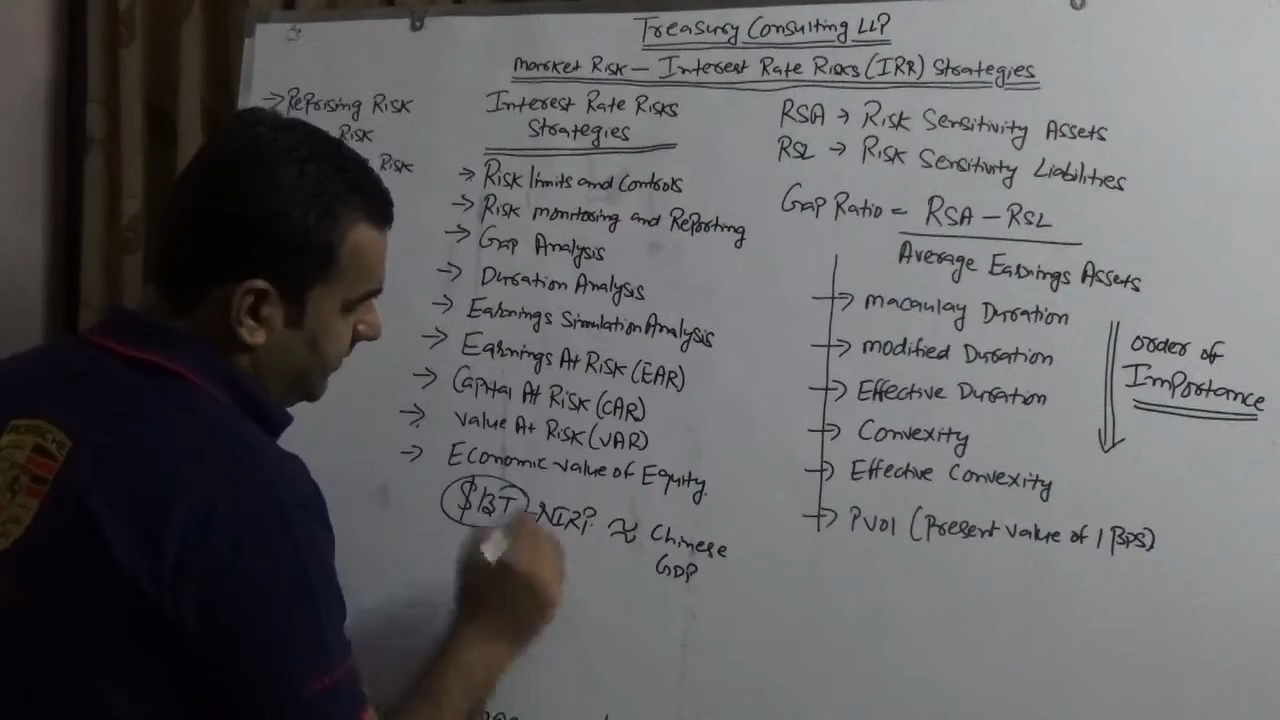 Treasury Consulting LLP
Market Risk - Interest Rate Risks (IRR) Strategies
→ Reprising Risk
Risk
Risk
Interest Rate Risks
Strategies
→ Risk limits and Controls
→ Risk monitoring and Reporting
→ Gap Analysis
→ Duration Analysis
→ Earnings Simulation Analysis
→ Earnings At Risk (EAR)
→ Capital At Risk (CAR)
→ Value At Risk (VAR)
→ Economic Value of Equity.
NIRP ≈ Chinese
GDP
RSA → Risk Sensitivity Assets
RSL → Risk Sensitivity Liabilities
Gap Ratio = RSA - RSL
Average Earnings Assets
→ macaulay Duration
→ modified Duration
→ Effective Duration
→ Convexity
→ Effective Convexity
→ PV01 (Present Value of 1 BPS)
order of
Importance
PORSCHE